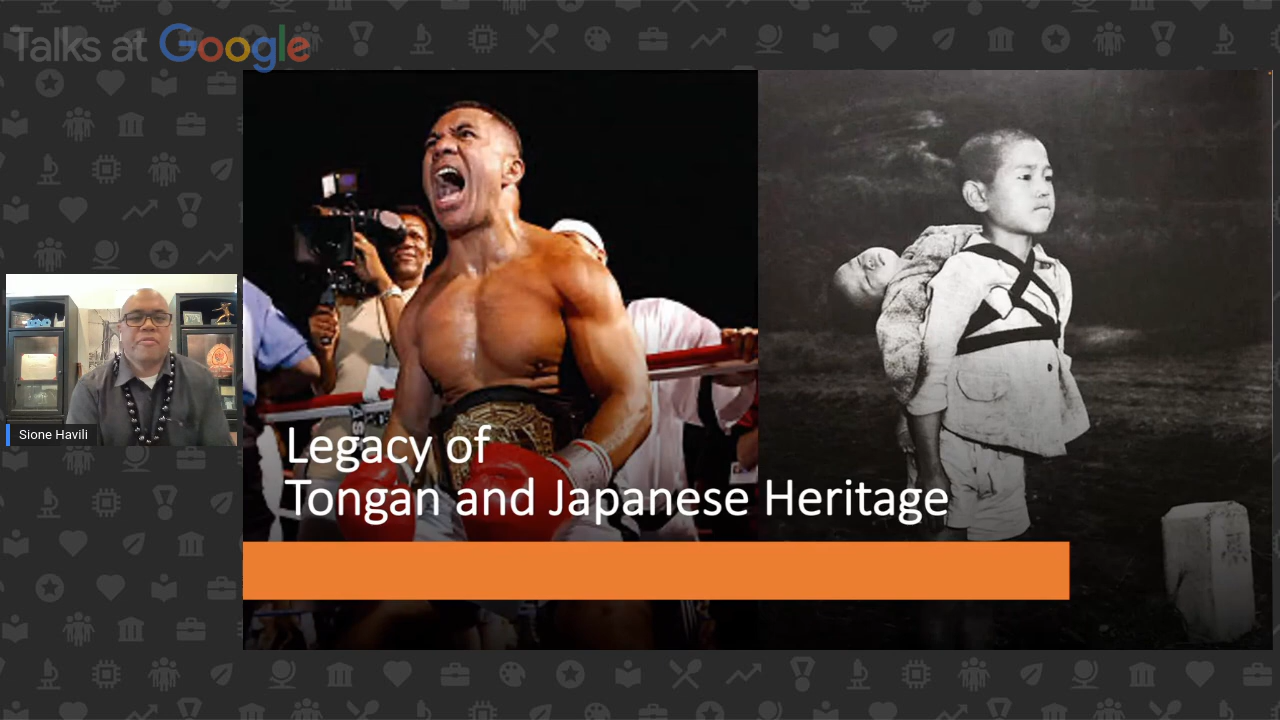 Talks at Google
Legacy of
Tongan and Japanese Heritage
Sione Havili